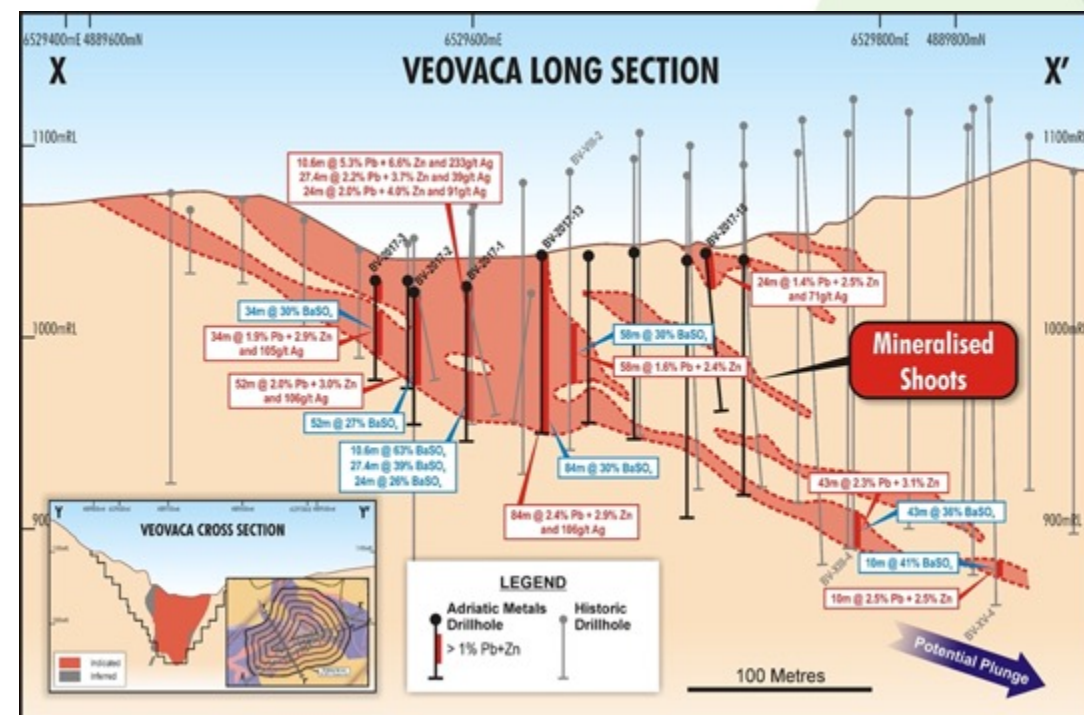 6529400mE 4889600mN
6529600mE
6529800mE 4889800mN
X
VEOVACA LONG SECTION
X'
1100mRL
1100mRL
10.6m @ 5.3% Pb + 6.6% Zn and 233g/t Ag
27.4m @ 2.2% Pb + 3.7% Zn and 39g/t Ag
24m @ 2.0% Pb + 4.0% Zn and 91g/t Ag
BV-VIII-2
BV-2017-3
BV-2017-2
BV-2017-1
BV-2017-13
24m @ 1.4% Pb + 2.5% Zn
and 71g/t Ag
34m @ 30% BaSO₄
1000mRL
1000mRL
34m @ 1.9% Pb + 2.9% Zn
and 105g/t Ag
58m @ 1.6% Pb + 2.4% Zn
Mineralised
Shoots
52m @ 2.0% Pb + 3.0% Zn
and 106g/t Ag
52m @ 27% BaSO₄
10.6m @ 63% BaSO₄
27.4m @ 39% BaSO₄
24m @ 26% BaSO₄
84m @ 30% BaSO₄
84m @ 2.4% Pb + 2.9% Zn
and 106g/t Ag
43m @ 2.3% Pb + 3.1% Zn
43m @ 36% BaSO₄
900mRL
10m @ 41% BaSO₄
10m @ 2.5% Pb + 2.5% Zn
BV-XV-4
Y
Y'
VEOVACA CROSS SECTION
Indicated
Inferred
LEGEND
Adriatic Metals
Drillhole
Historic
Drillhole
> 1% Pb+Zn
100 Metres
Potential Plunge